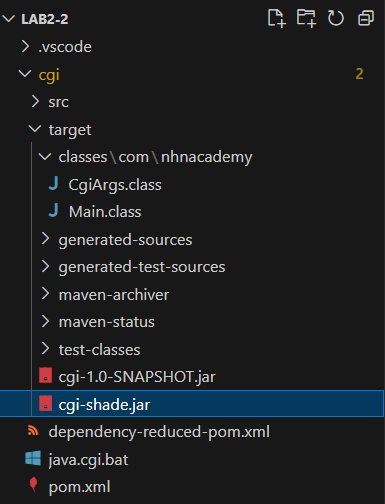 LAB2-2
.vscode
cgi 2
src
target
classes\com\nhnacademy
J CgiArgs.class
J Main.class
generated-sources
generated-test-sources
maven-archiver
maven-status
test-classes
cgi-1.0-SNAPSHOT.jar
cgi-shade.jar
dependency-reduced-pom.xml
java.cgi.bat
pom.xml